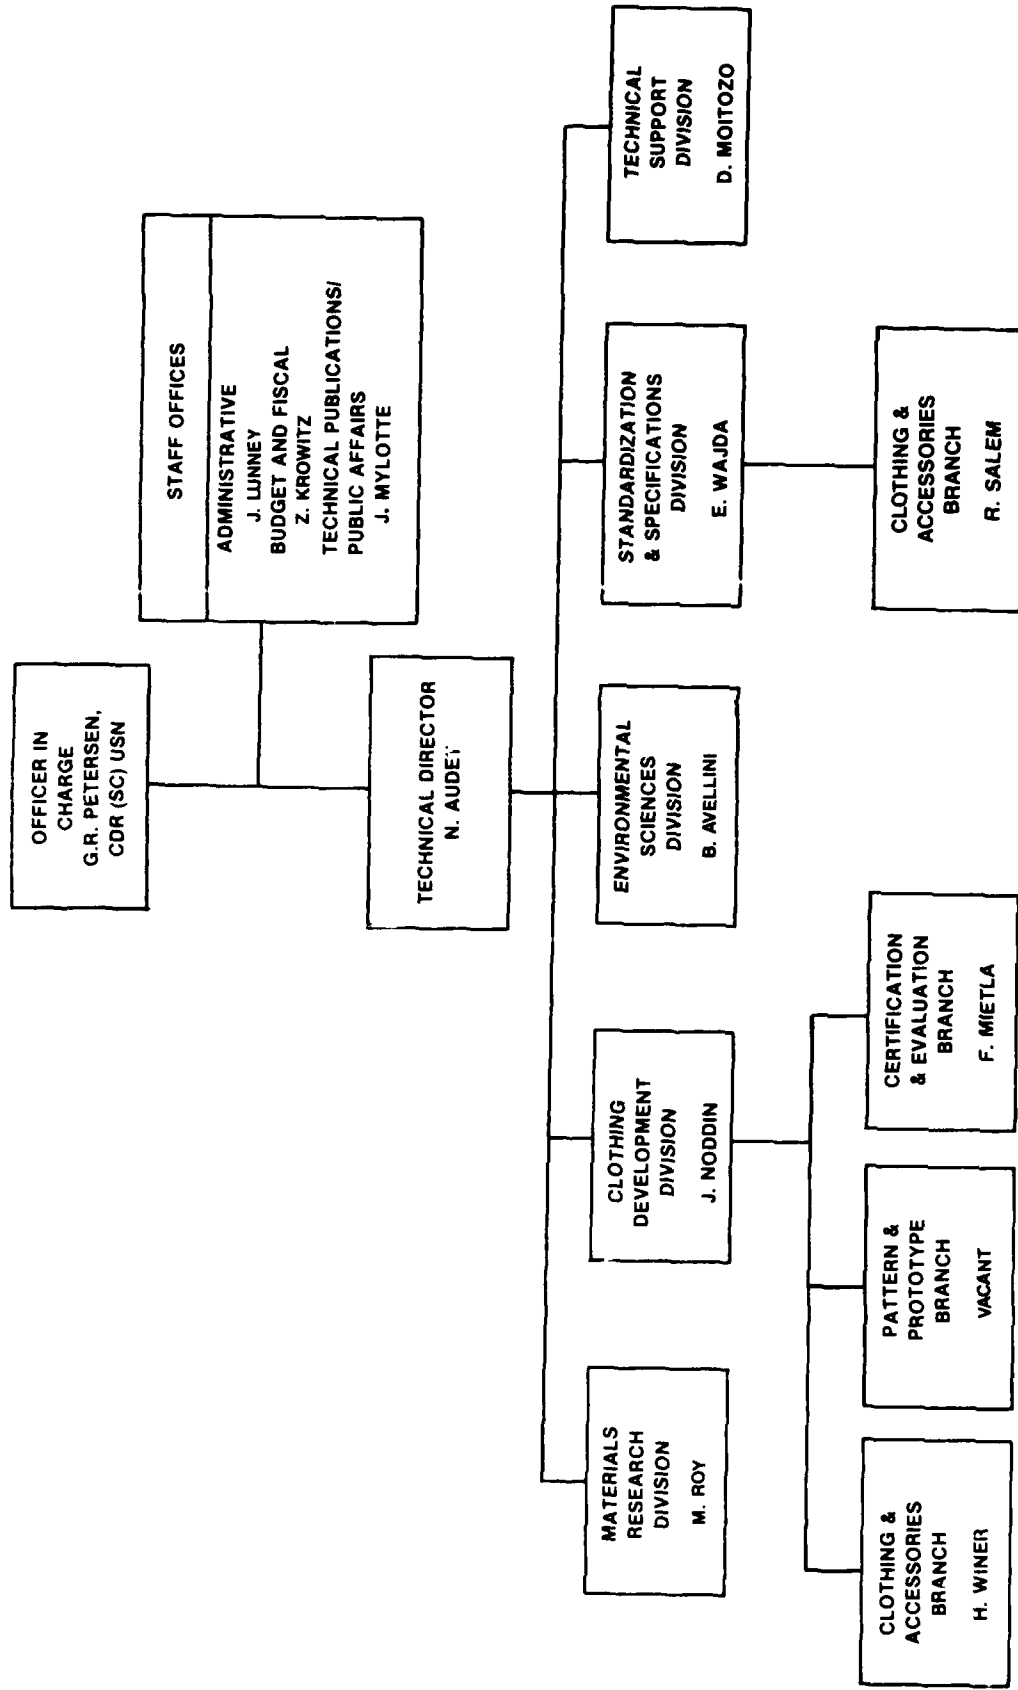 OFFICER IN
CHARGE
G.R. PETERSEN,
CDR (SC) USN
STAFF OFFICES
ADMINISTRATIVE
J. LUNNEY
BUDGET AND FISCAL
Z. KROWITZ
TECHNICAL PUBLICATIONS/
PUBLIC AFFAIRS
J. MYLOTTE
TECHNICAL DIRECTOR
N. AUDET
MATERIALS
RESEARCH
DIVISION
M. ROY
CLOTHING
DEVELOPMENT
DIVISION
J. NODDIN
ENVIRONMENTAL
SCIENCES
DIVISION
B. AVELLINI
STANDARDIZATION
& SPECIFICATIONS
DIVISION
E. WAJDA
TECHNICAL
SUPPORT
DIVISION
D. MOITOZO
CLOTHING &
ACCESSORIES
BRANCH
H. WINER
PATTERN &
PROTOTYPE
BRANCH
VACANT
CERTIFICATION
& EVALUATION
BRANCH
F. MIETLA
CLOTHING &
ACCESSORIES
BRANCH
R. SALEM